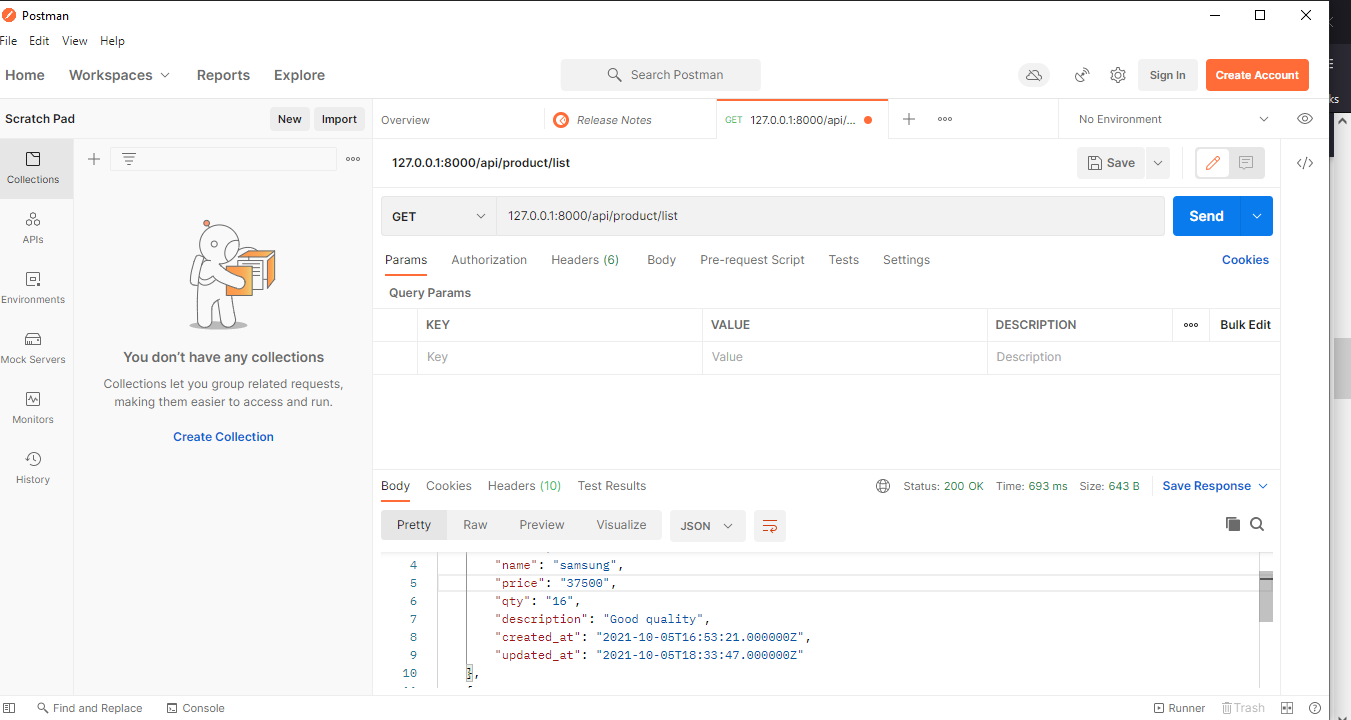 Postman
File Edit View Help
Home Workspaces Reports Explore Search Postman Sign In Create Account
ks
Scratch Pad New Import
Overview Release Notes GET 127.0.0.1:8000/api/... No Environment
Collections
APIs
Environments
Mock Servers
Monitors
History
You don't have any collections
Collections let you group related requests,
making them easier to access and run.
Create Collection
127.0.0.1:8000/api/product/list Save
GET 127.0.0.1:8000/api/product/list Send
Params Authorization Headers (6) Body Pre-request Script Tests Settings Cookies
Query Params
KEY VALUE DESCRIPTION Bulk Edit
Key Value Description
Body Cookies Headers (10) Test Results Status: 200 OK Time: 693 ms Size: 643 B Save Response
Pretty Raw Preview Visualize JSON
4 "name": "samsung",
5 "price": "37500",
6 "qty": "16",
7 "description": "Good quality",
8 "created_at": "2021-10-05T16:53:21.000000Z",
9 "updated_at": "2021-10-05T18:33:47.000000Z"
10 },
Find and Replace Console Runner Trash